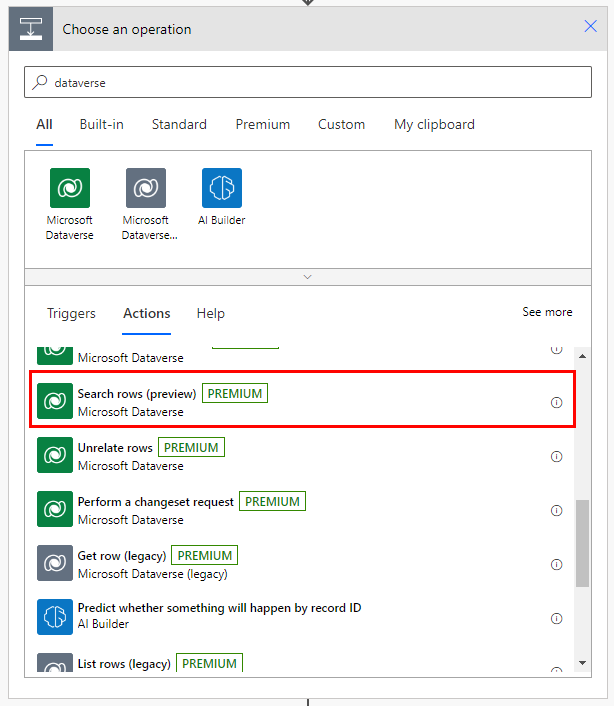 Choose an operation
dataverse
All Built-in Standard Premium Custom My clipboard
Microsoft Dataverse
Microsoft Dataverse...
AI Builder
Triggers Actions Help See more
Microsoft Dataverse
Search rows (preview) PREMIUM
Microsoft Dataverse
Unrelate rows PREMIUM
Microsoft Dataverse
Perform a changeset request PREMIUM
Microsoft Dataverse
Get row (legacy) PREMIUM
Microsoft Dataverse (legacy)
Predict whether something will happen by record ID
AI Builder
List rows (legacy) PREMIUM